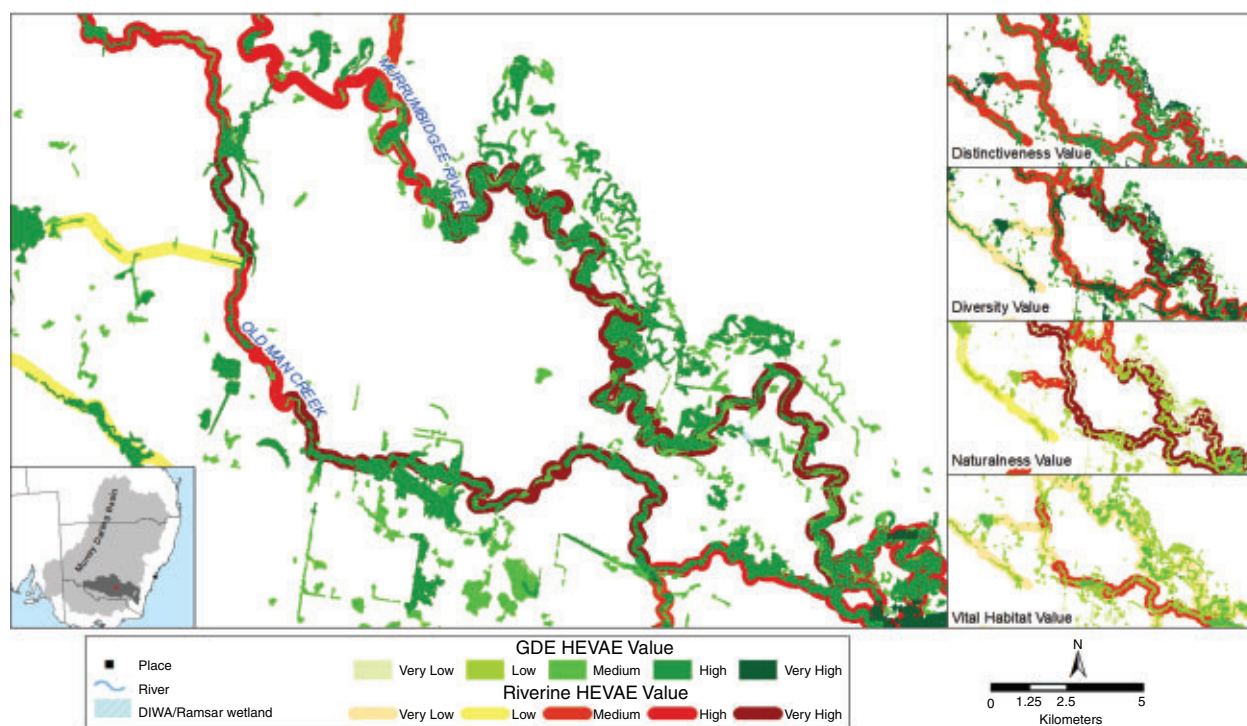 MURRUMBIDGEE RIVER
OLD MAN CREEK
Distinctiveness Value
Diversity Value
Naturalness Value
Vital Habitat Value
Murray Darling Basin
GDE HEVAE Value
Place
River
DIWA/Ramsar wetland
Very Low
Low
Medium
High
Very High
Riverine HEVAE Value
Very Low
Low
Medium
High
Very High
N
0 1.25 2.5 5
Kilometers